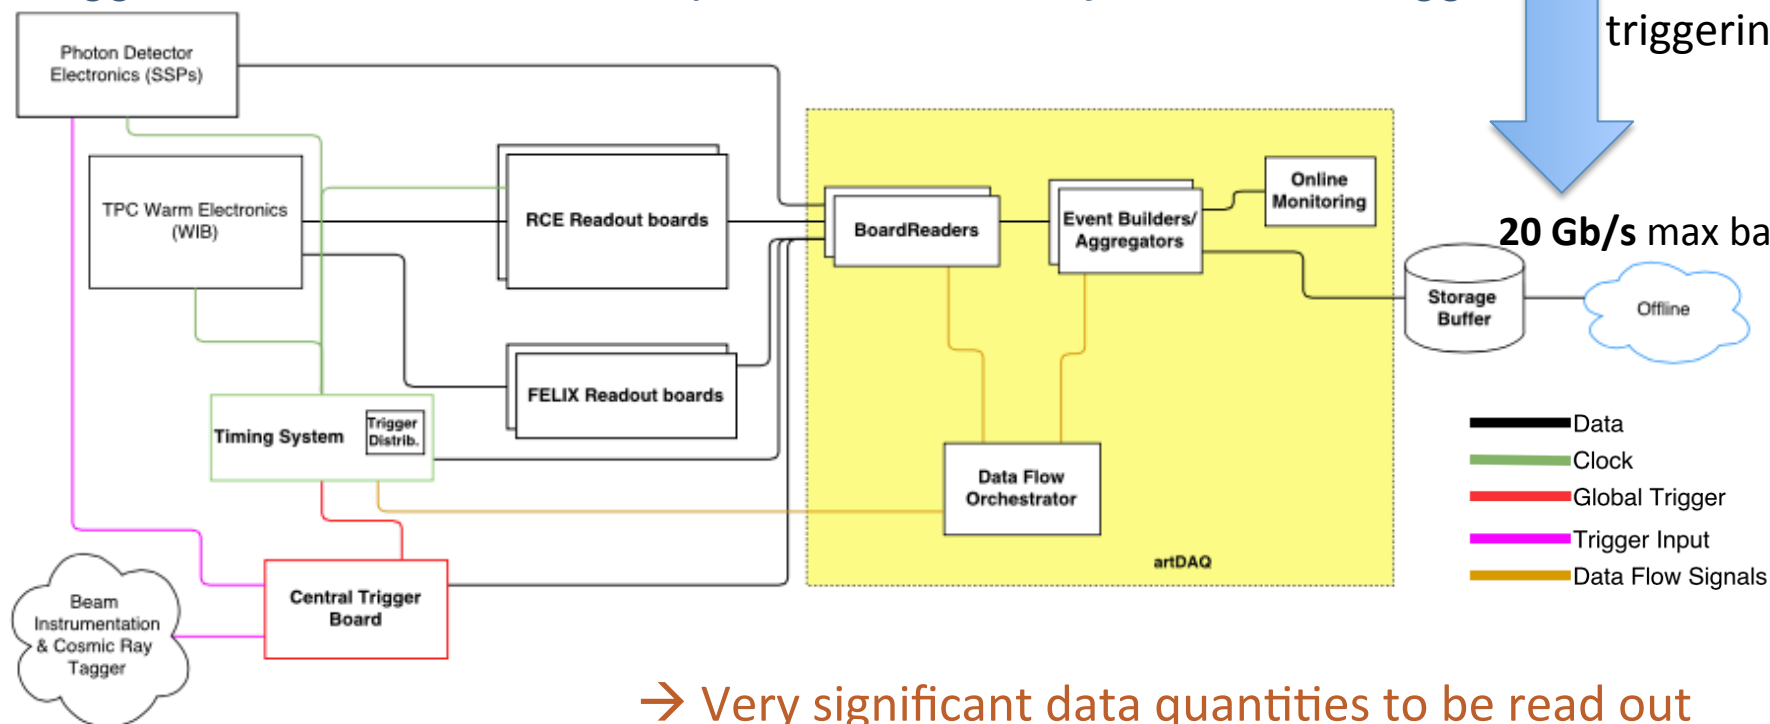 triggerin
Photon Detector
Electronics (SSPs)
TPC Warm Electronics
(WIB)
RCE Readout boards
FELIX Readout boards
Timing System
Trigger
Distrib.
Central Trigger
Board
Beam
Instrumentation
& Cosmic Ray
Tagger
BoardReaders
Event Builders/
Aggregators
Online
Monitoring
Data Flow
Orchestrator
artDAQ
20 Gb/s max ba
Storage
Buffer
Offline
Data
Clock
Global Trigger
Trigger Input
Data Flow Signals
→ Very significant data quantities to be read out